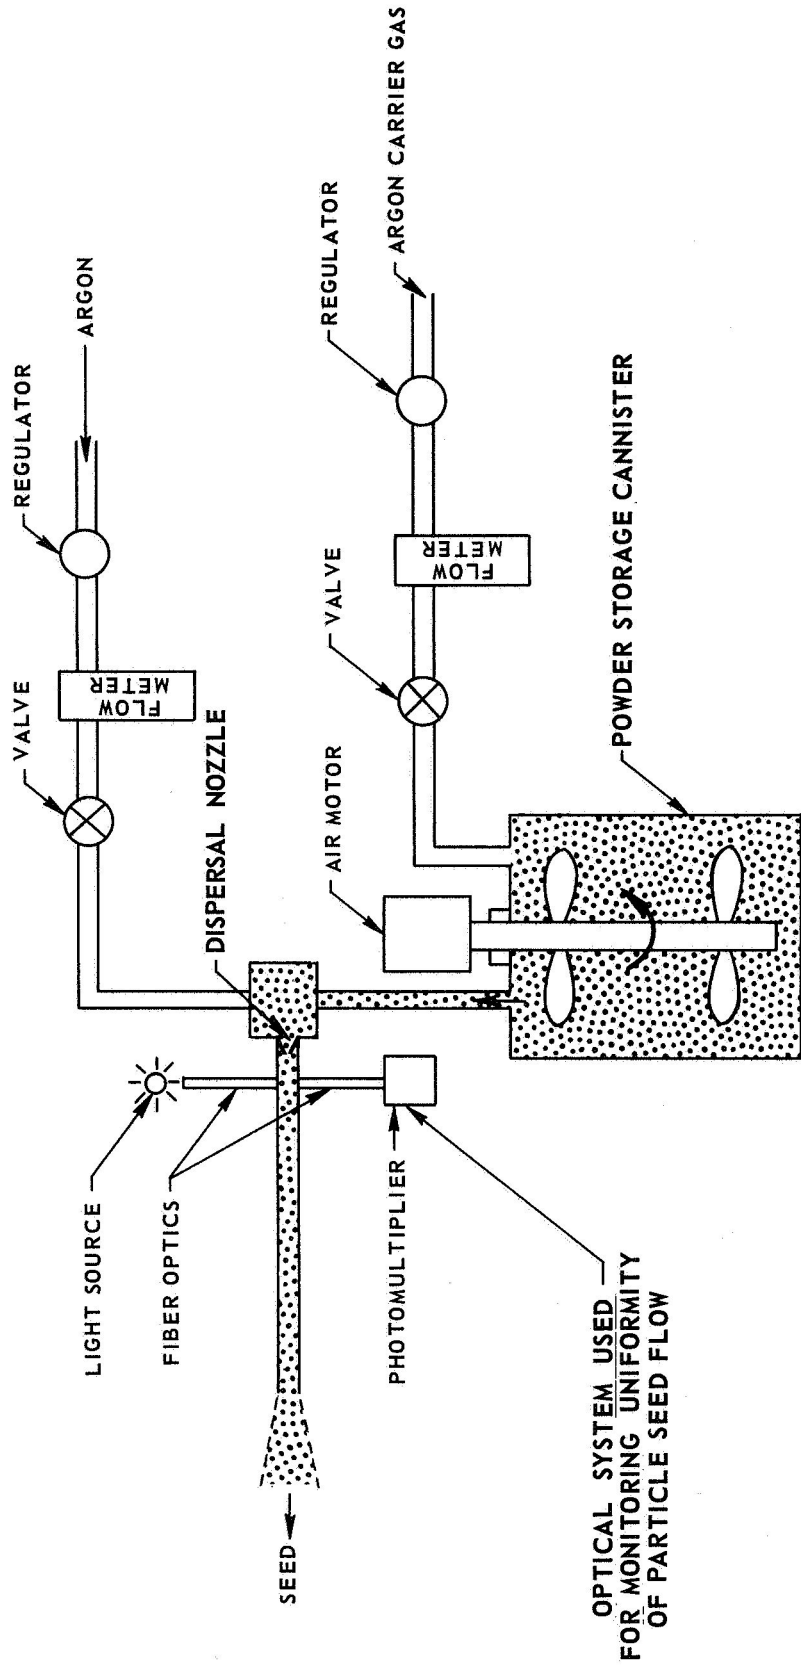 ARGON
REGULATOR
FLOW
METER
VALVE
DISPERSAL NOZZLE
LIGHT SOURCE
FIBER OPTICS
SEED
PHOTOMULTIPLIER
AIR MOTOR
ARGON CARRIER GAS
REGULATOR
FLOW
METER
VALVE
POWDER STORAGE CANNISTER
OPTICAL SYSTEM USED
FOR MONITORING UNIFORMITY
OF PARTICLE SEED FLOW